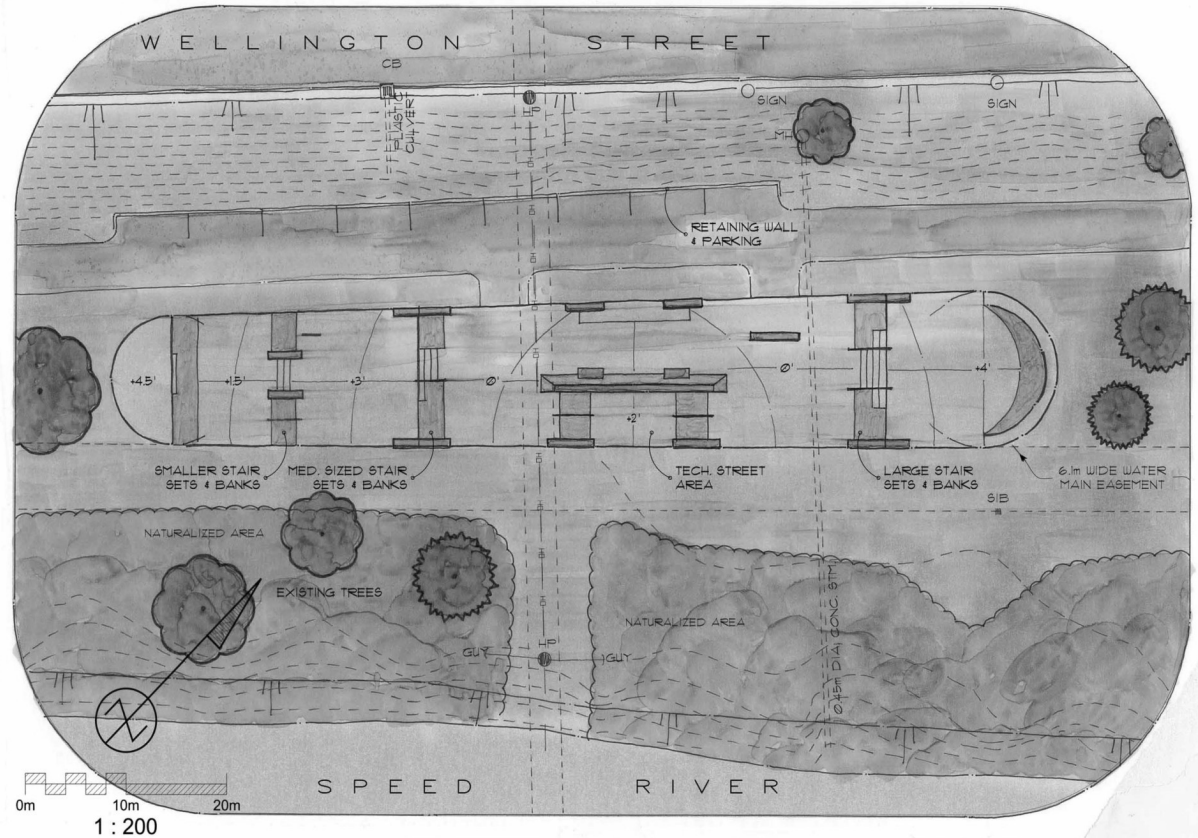 WELLINGTON STREET
CB
PLASTIC
CULVERT
HP
SIGN
SIGN
MH
RETAINING WALL
& PARKING
+4.5'
+1.5'
+3'
0'
0'
+4'
+2'
SMALLER STAIR
SETS & BANKS
MED. SIZED STAIR
SETS & BANKS
TECH. STREET
AREA
LARGE STAIR
SETS & BANKS
6.1m WIDE WATER
MAIN EASEMENT
SIB
NATURALIZED AREA
EXISTING TREES
NATURALIZED AREA
GUY
HP
GUY
0.45m DIA CONC. STM
SPEED RIVER
0m 10m 20m
1 : 200